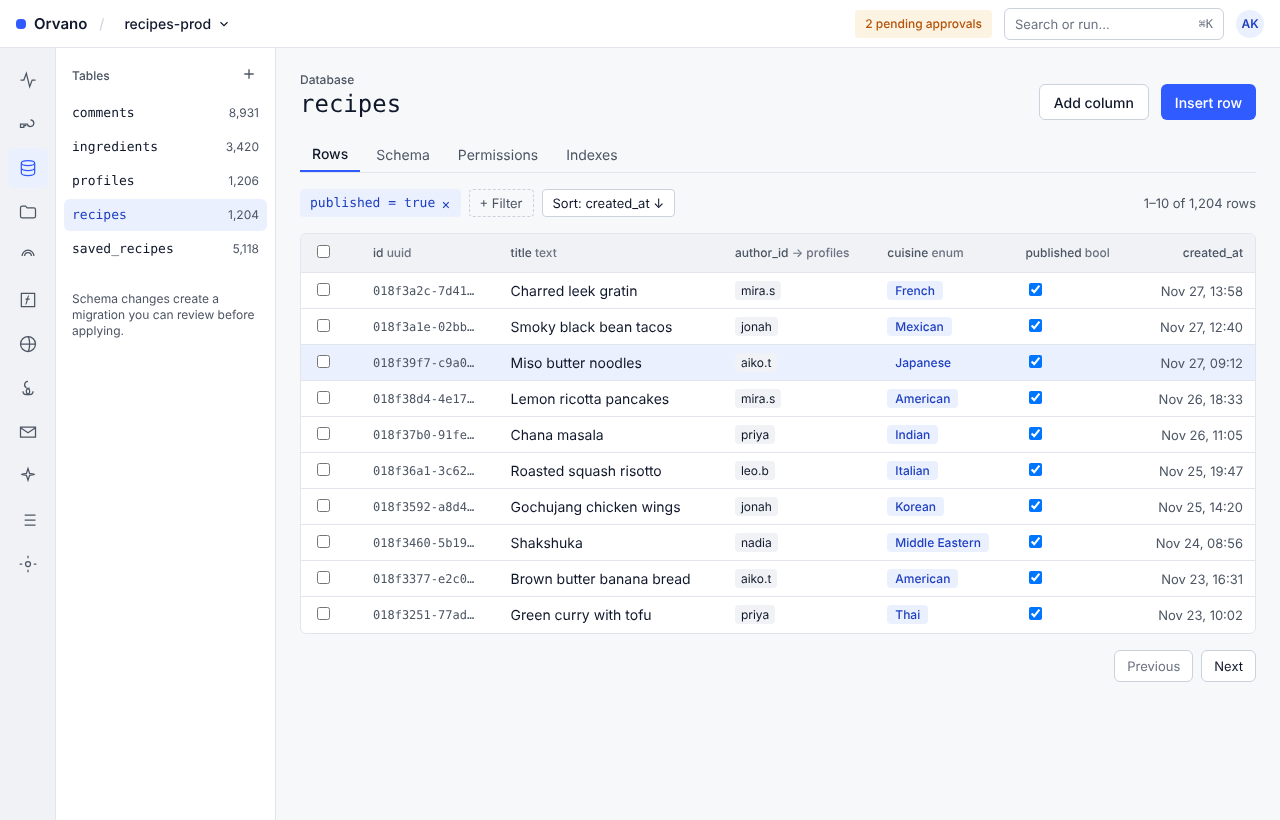 Orvano / recipes-prod
2 pending approvals
Search or run... ⌘K
AK
Tables +
comments 8,931
ingredients 3,420
profiles 1,206
recipes 1,204
saved_recipes 5,118
Schema changes create a
migration you can review before
applying.
Database
recipes
Add column
Insert row
Rows Schema Permissions Indexes
published = true ×
+ Filter
Sort: created_at ↓
1–10 of 1,204 rows
id uuid title text author_id → profiles cuisine enum published bool created_at
018f3a2c-7d41… Charred leek gratin mira.s French Nov 27, 13:58
018f3a1e-02bb… Smoky black bean tacos jonah Mexican Nov 27, 12:40
018f39f7-c9a0… Miso butter noodles aiko.t Japanese Nov 27, 09:12
018f38d4-4e17… Lemon ricotta pancakes mira.s American Nov 26, 18:33
018f37b0-91fe… Chana masala priya Indian Nov 26, 11:05
018f36a1-3c62… Roasted squash risotto leo.b Italian Nov 25, 19:47
018f3592-a8d4… Gochujang chicken wings jonah Korean Nov 25, 14:20
018f3460-5b19… Shakshuka nadia Middle Eastern Nov 24, 08:56
018f3377-e2c0… Brown butter banana bread aiko.t American Nov 23, 16:31
018f3251-77ad… Green curry with tofu priya Thai Nov 23, 10:02
Previous
Next